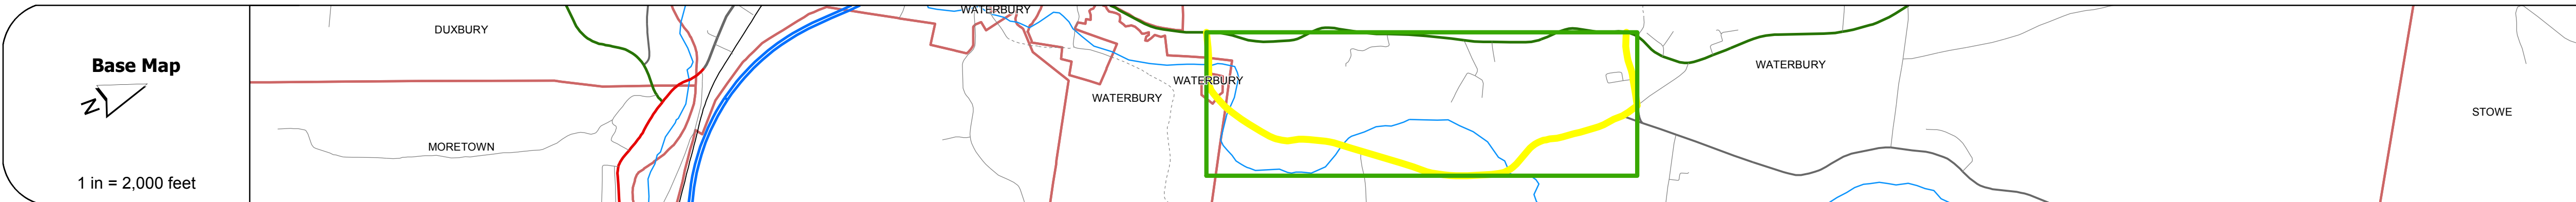 Base Map
N
1 in = 2,000 feet
DUXBURY
MORETOWN
WATERBURY
WATERBURY
WATERBURY
WATERBURY
STOWE